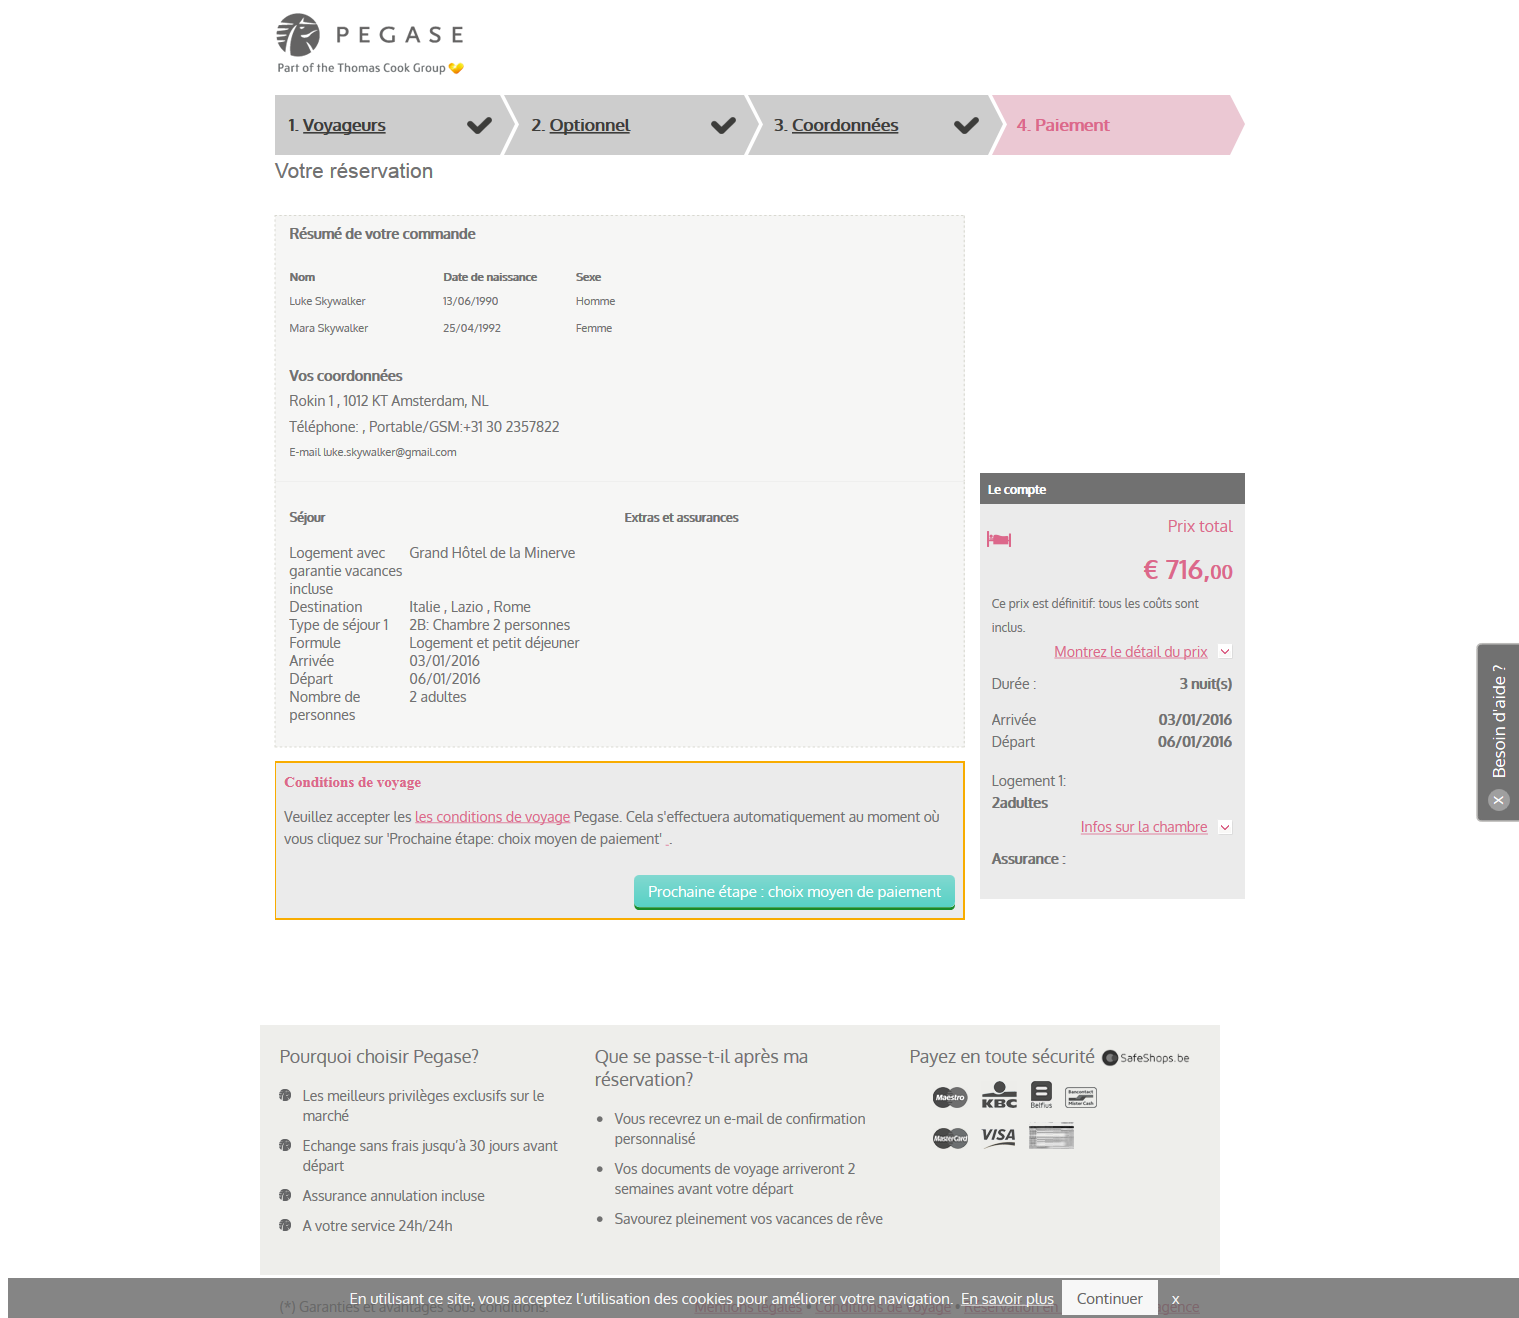 PEGASE
Part of the Thomas Cook Group
1. Voyageurs
2. Optionnel
3. Coordonnées
4. Paiement
Votre réservation
Résumé de votre commande
Nom Date de naissance Sexe
Luke Skywalker 13/06/1990 Homme
Mara Skywalker 25/04/1992 Femme
Vos coordonnées
Rokin 1 , 1012 KT Amsterdam, NL
Téléphone: , Portable/GSM:+31 30 2357822
E-mail luke.skywalker@gmail.com
Séjour
Logement avec garantie vacances incluse Grand Hôtel de la Minerve
Destination Italie , Lazio , Rome
Type de séjour 1 2B: Chambre 2 personnes
Formule Logement et petit déjeuner
Arrivée 03/01/2016
Départ 06/01/2016
Nombre de personnes 2 adultes
Extras et assurances
Le compte
Prix total
€ 716,00
Ce prix est définitif: tous les coûts sont
inclus.
Montrez le détail du prix
Durée : 3 nuit(s)
Arrivée 03/01/2016
Départ 06/01/2016
Logement 1:
2adultes
Infos sur la chambre
Assurance :
Besoin d'aide ?
x
Conditions de voyage
Veuillez accepter les les conditions de voyage Pegase. Cela s'effectuera automatiquement au moment où
vous cliquez sur 'Prochaine étape: choix moyen de paiement' .
Prochaine étape : choix moyen de paiement
Pourquoi choisir Pegase?
Les meilleurs privilèges exclusifs sur le
marché
Echange sans frais jusqu'à 30 jours avant
départ
Assurance annulation incluse
A votre service 24h/24h
Que se passe-t-il après ma
réservation?
Vous recevrez un e-mail de confirmation
personnalisé
Vos documents de voyage arriveront 2
semaines avant votre départ
Savourez pleinement vos vacances de rêve
Payez en toute sécurité SafeShops.be
Maestro KBC Belfius Bancontact Mister Cash
MasterCard VISA
(*) Garanties et avantages sous conditions.
Mentions légales • Conditions de voyage • Réservation en agence
En utilisant ce site, vous acceptez l'utilisation des cookies pour améliorer votre navigation. En savoir plus Continuer x